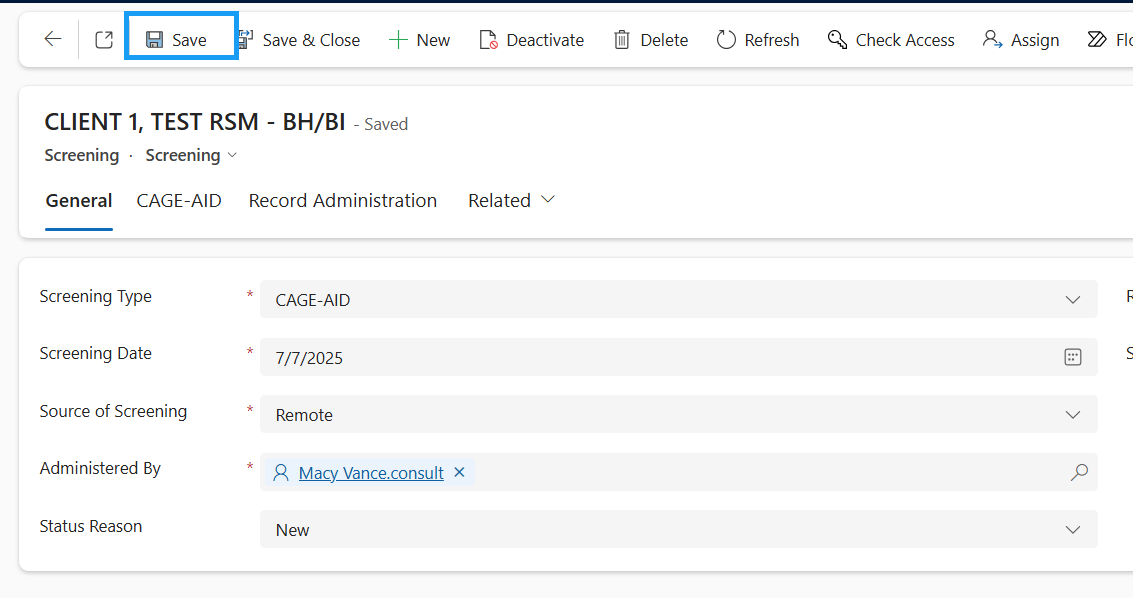 Save Save & Close New Deactivate Delete Refresh Check Access Assign Flo
CLIENT 1, TEST RSM - BH/BI - Saved
Screening · Screening
General CAGE-AID Record Administration Related
Screening Type * CAGE-AID R
Screening Date * 7/7/2025 S
Source of Screening * Remote
Administered By * Macy Vance.consult
Status Reason New